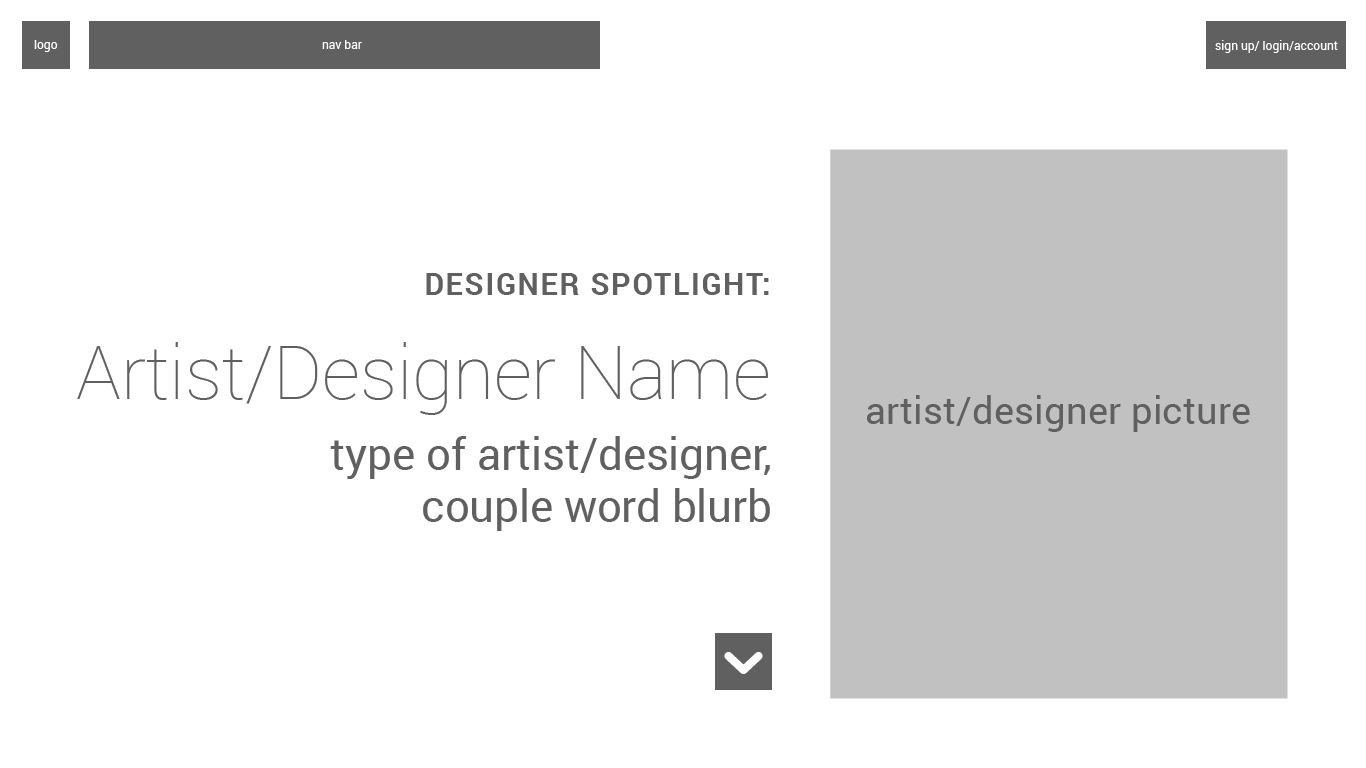 logo
nav bar
sign up/ login/account
DESIGNER SPOTLIGHT:
Artist/Designer Name
type of artist/designer,
couple word blurb
artist/designer picture